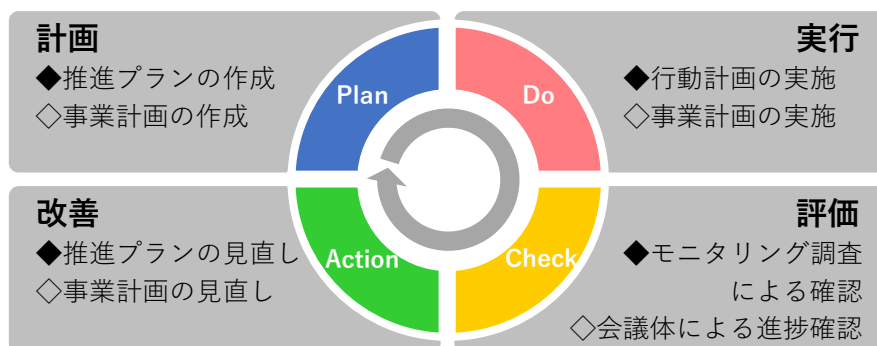 計画
◆推進プランの作成
◇事業計画の作成
Plan
実行
◆行動計画の実施
◇事業計画の実施
Do
改善
◆推進プランの見直し
◇事業計画の見直し
Action
評価
◆モニタリング調査
による確認
◇会議体による進捗確認
Check